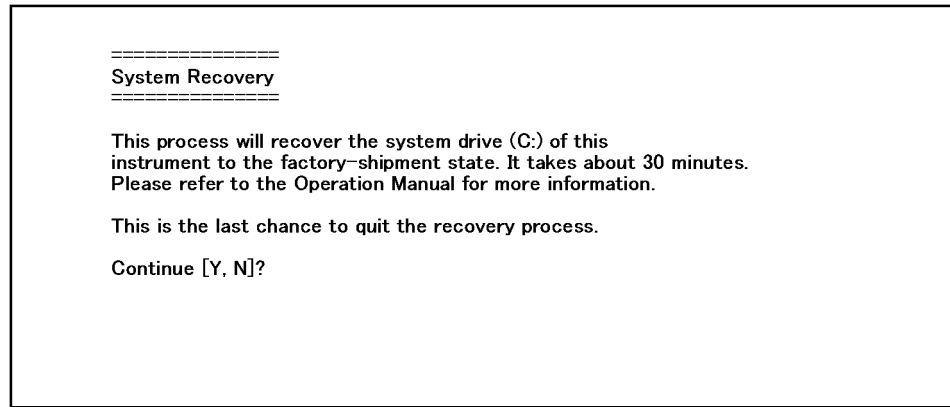 ===============
System Recovery
===============
This process will recover the system drive (C:) of this
instrument to the factory-shipment state. It takes about 30 minutes.
Please refer to the Operation Manual for more information.
This is the last chance to quit the recovery process.
Continue [Y, N]?